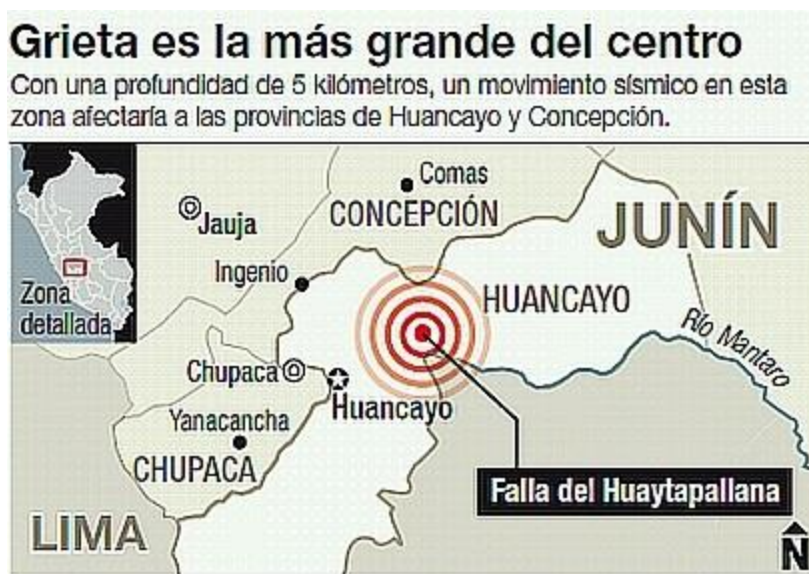 Grieta es la más grande del centro
Con una profundidad de 5 kilómetros, un movimiento sísmico en esta
zona afectaría a las provincias de Huancayo y Concepción.
Comas
CONCEPCIÓN
JUNÍN
Jauja
Ingenio
HUANCAYO
Zona
detallada
Río Mantaro
Chupaca
Huancayo
Yanacancha
CHUPACA
Falla del Huaytapallana
LIMA
N